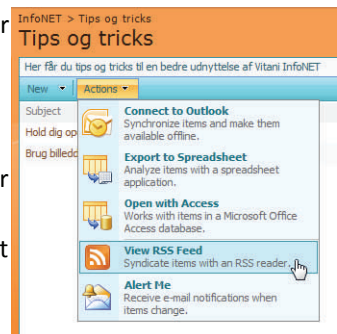 r
InfoNET > Tips og tricks
Tips og tricks
Her får du tips og tricks til en bedre udnyttelse af Vitani InfoNET
New Actions
Subject
Hold dig op
Brug billedd
Connect to Outlook
Synchronize items and make them
available offline.
Export to Spreadsheet
Analyze items with a spreadsheet
application.
Open with Access
Works with items in a Microsoft Office
Access database.
View RSS Feed
Syndicate items with an RSS reader.
Alert Me
Receive e-mail notifications when
items change.
r
t